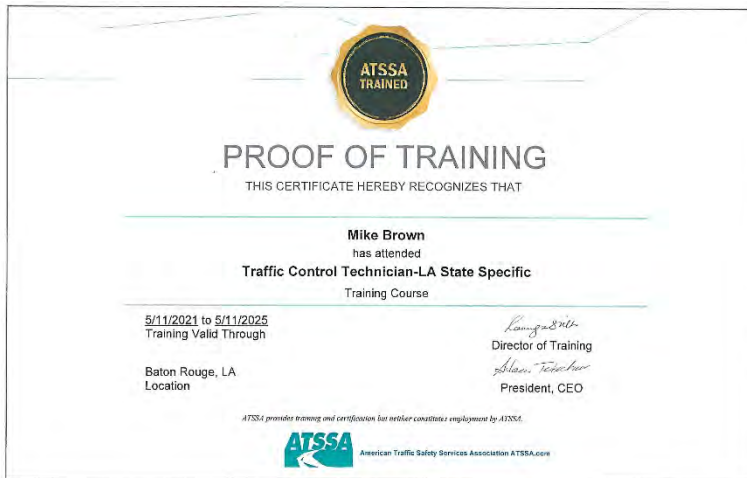 ATSSA
TRAINED
PROOF OF TRAINING
THIS CERTIFICATE HEREBY RECOGNIZES THAT
Mike Brown
has attended
Traffic Control Technician-LA State Specific
Training Course
5/11/2021 to 5/11/2025
Training Valid Through
Director of Training
Baton Rouge, LA
Location
President, CEO
ATSSA provides training and certification but neither constitutes employment by ATSSA.
ATSSA
American Traffic Safety Services Association ATSSA.com